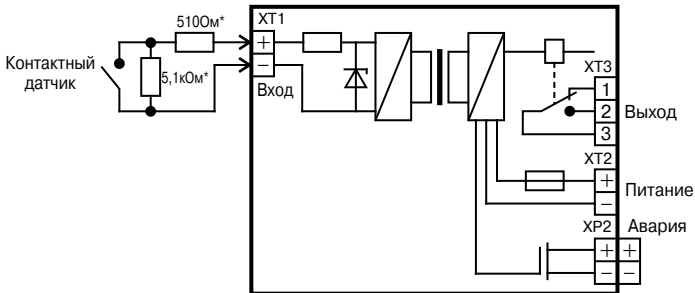 510Ом*
XT1
+
−
Вход
Контактный
датчик
5,1кОм*
XT3
1
2
3
Выход
XT2
+
−
Питание
XP2
Авария
+ +
− −